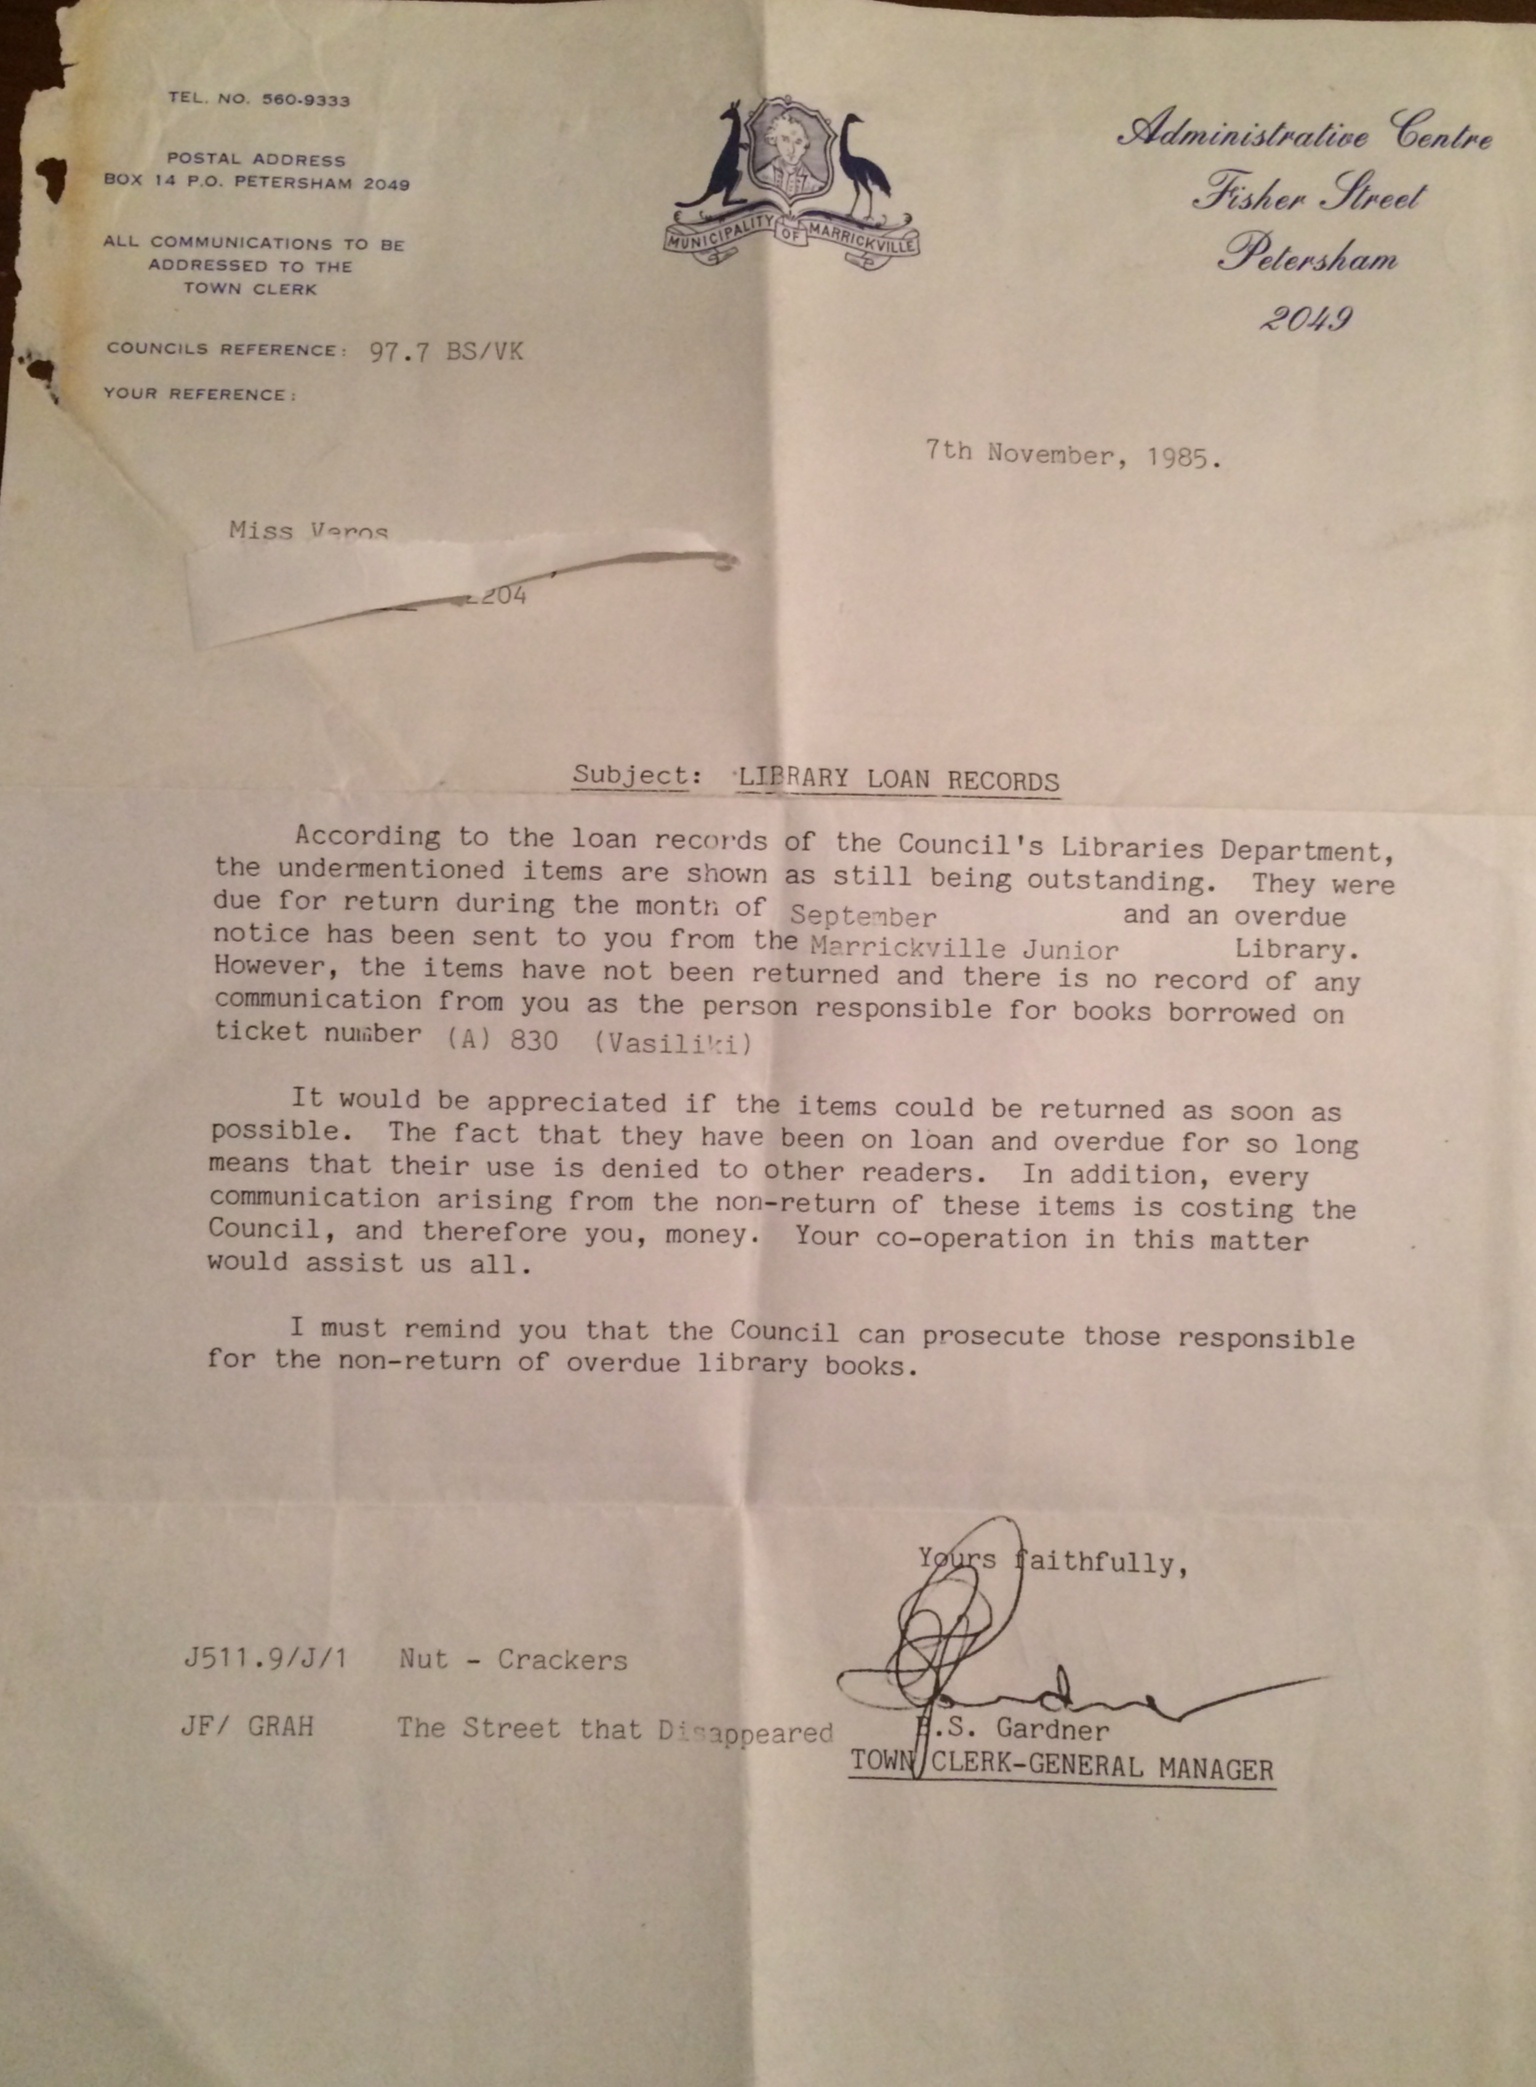 TEL. NO. 560-9333
POSTAL ADDRESS
BOX 14 P.O. PETERSHAM 2049
ALL COMMUNICATIONS TO BE
ADDRESSED TO THE
TOWN CLERK
COUNCILS REFERENCE: 97.7 BS/VK
YOUR REFERENCE:
MUNICIPALITY OF MARRICKVILLE
Administrative Centre
Fisher Street
Petersham
2049
7th November, 1985.
Miss Veros
204
Subject: LIBRARY LOAN RECORDS
According to the loan records of the Council's Libraries Department,
the undermentioned items are shown as still being outstanding. They were
due for return during the month of September and an overdue
notice has been sent to you from the Marrickville Junior Library.
However, the items have not been returned and there is no record of any
communication from you as the person responsible for books borrowed on
ticket number (A) 830 (Vasiliki)
It would be appreciated if the items could be returned as soon as
possible. The fact that they have been on loan and overdue for so long
means that their use is denied to other readers. In addition, every
communication arising from the non-return of these items is costing the
Council, and therefore you, money. Your co-operation in this matter
would assist us all.
I must remind you that the Council can prosecute those responsible
for the non-return of overdue library books.
Yours faithfully,
J511.9/J/1 Nut - Crackers
JF/ GRAH The Street that Disappeared
Gardner
B.S. Gardner
TOWN CLERK-GENERAL MANAGER